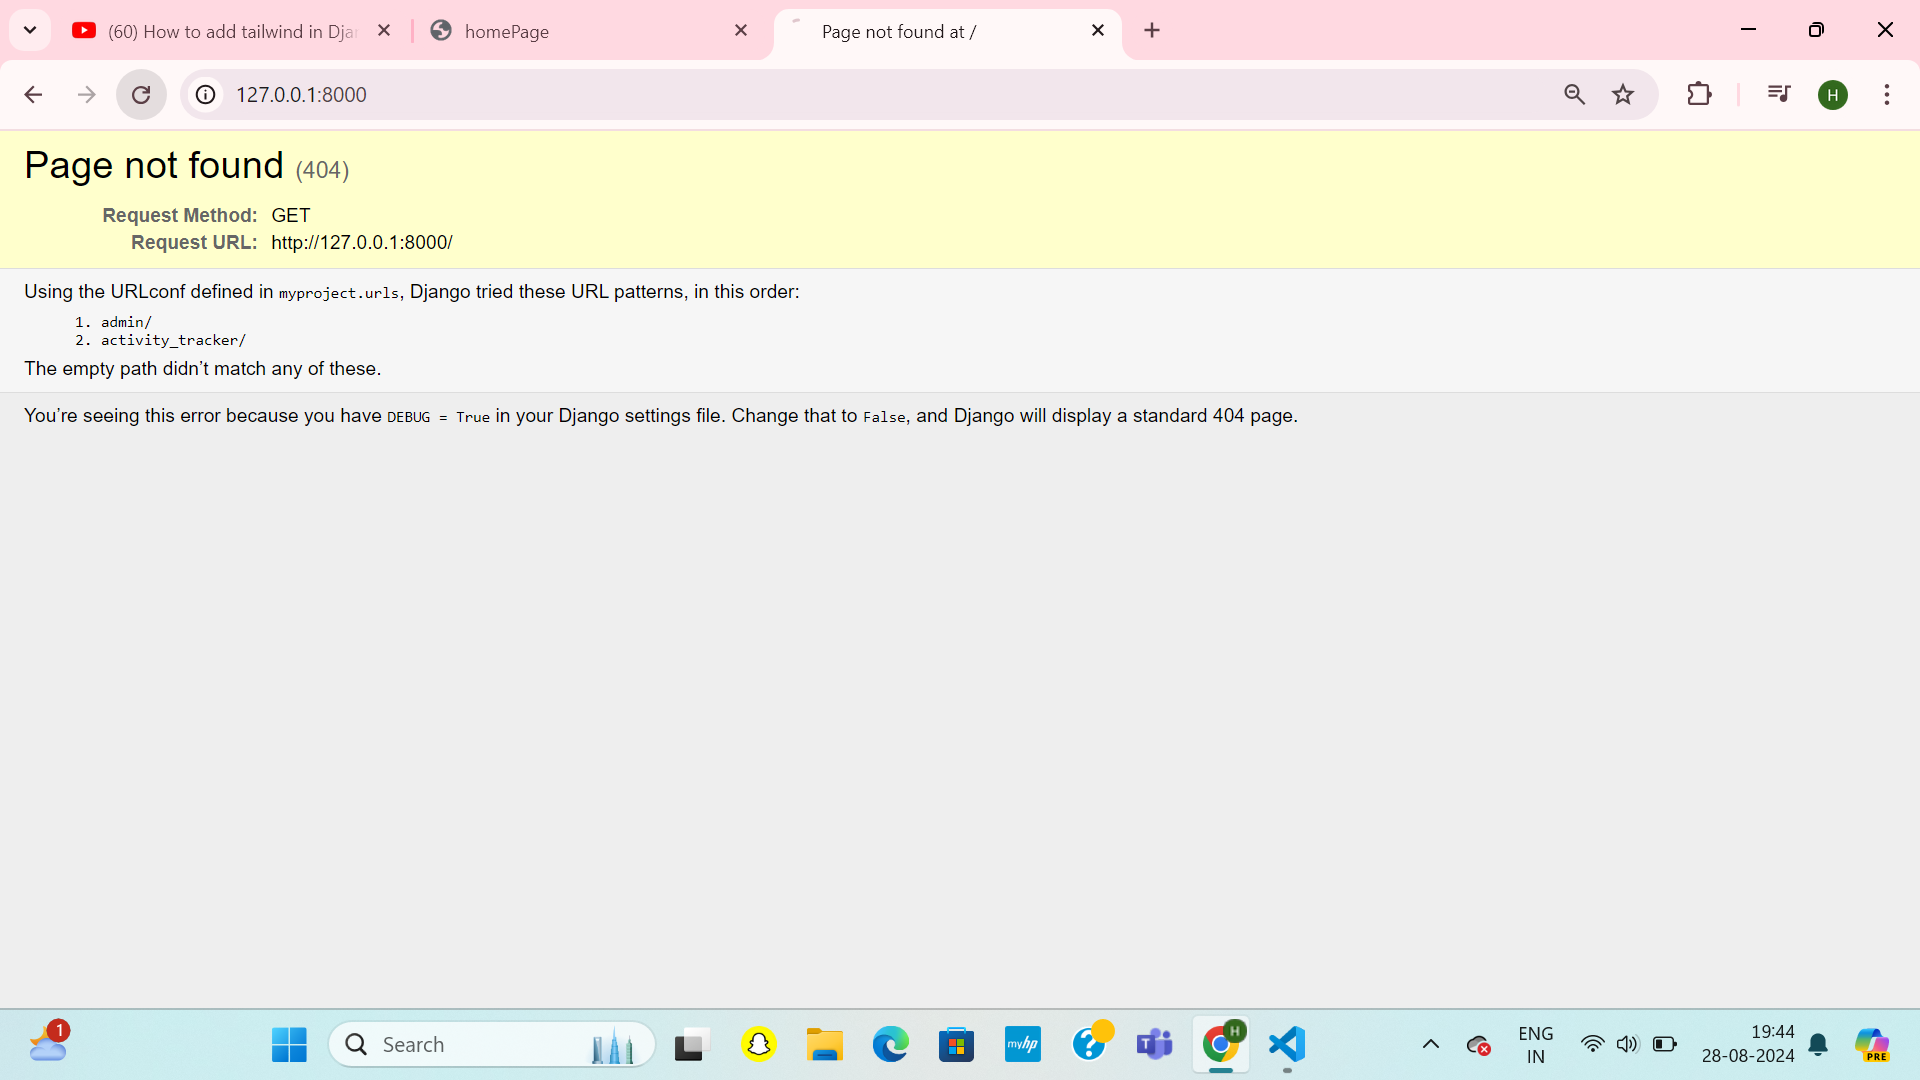 (60) How to add tailwind in Djan
homePage
Page not found at /
127.0.0.1:8000
H
Page not found (404)
Request Method: GET
Request URL: http://127.0.0.1:8000/
Using the URLconf defined in myproject.urls, Django tried these URL patterns, in this order:
1. admin/
2. activity_tracker/
The empty path didn’t match any of these.
You’re seeing this error because you have DEBUG = True in your Django settings file. Change that to False, and Django will display a standard 404 page.
1
Search
myhp
H
ENG
IN
19:44
28-08-2024
PRE